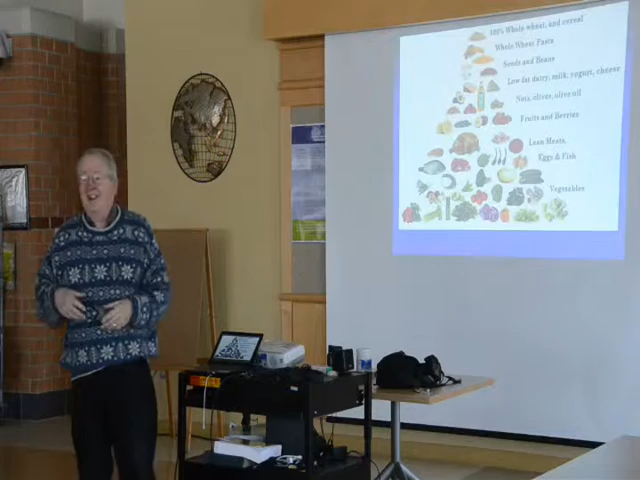 100% Whole wheat, and cereal
Whole Wheat Pasta
Seeds and Beans
Low fat dairy, milk, yogurt, cheese
Nuts, olives, olive oil
Fruits and Berries
Lean Meats,
Eggs & Fish
Vegetables